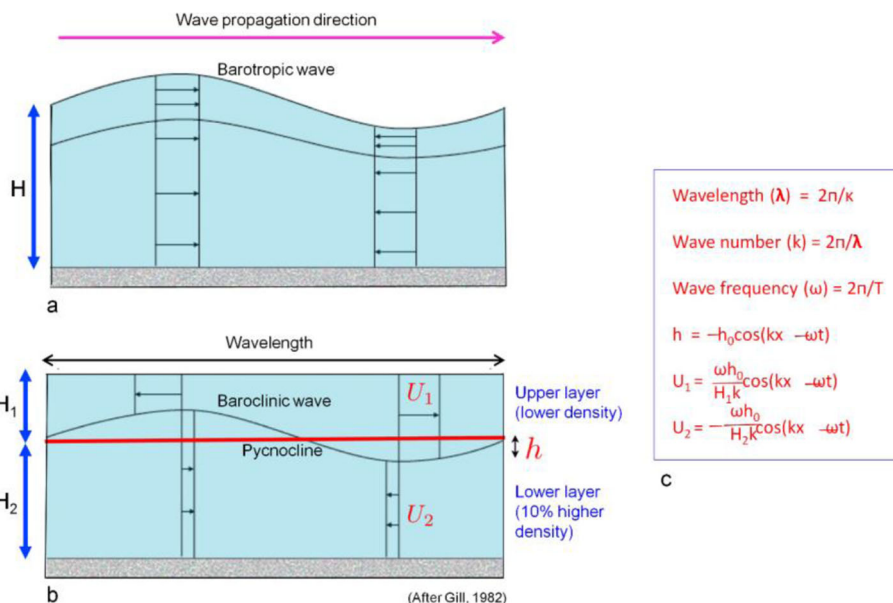 Wave propagation direction
Barotropic wave
H
a
Wavelength
H₁
Baroclinic wave
U₁
Upper layer
(lower density)
Pycnocline
h
H₂
U₂
Lower layer
(10% higher
density)
b
(After Gill, 1982)
Wavelength (λ) = 2π/κ
Wave number (k) = 2π/λ
Wave frequency (ω) = 2π/T
h = −h₀cos(kx −ωt)
U₁ = ωh₀/H₁k cos(kx −ωt)
U₂ = −ωh₀/H₂k cos(kx −ωt)
c